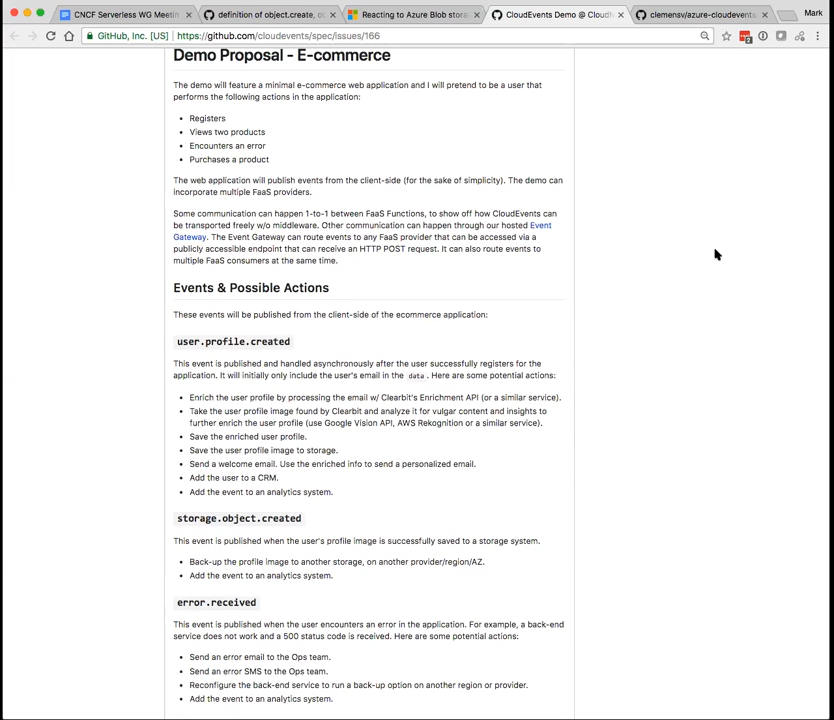 CNCF Serverless WG Meetin
definition of object.create, ou
Reacting to Azure Blob stora
CloudEvents Demo @ Cloudf
clemensv/azure-cloudevents
Mark
GitHub, Inc. [US] | https://github.com/cloudevents/spec/issues/166
Demo Proposal - E-commerce
The demo will feature a minimal e-commerce web application and I will pretend to be a user that
performs the following actions in the application:
• Registers
• Views two products
• Encounters an error
• Purchases a product
The web application will publish events from the client-side (for the sake of simplicity). The demo can
incorporate multiple FaaS providers.
Some communication can happen 1-to-1 between FaaS Functions, to show off how CloudEvents can
be transported freely w/o middleware. Other communication can happen through our hosted Event
Gateway. The Event Gateway can route events to any FaaS provider that can be accessed via a
publicly accessible endpoint that can receive an HTTP POST request. It can also route events to
multiple FaaS consumers at the same time.
Events & Possible Actions
These events will be published from the client-side of the ecommerce application:
user.profile.created
This event is published and handled asynchronously after the user successfully registers for the
application. It will initially only include the user's email in the data. Here are some potential actions:
• Enrich the user profile by processing the email w/ Clearbit's Enrichment API (or a similar service).
• Take the user profile image found by Clearbit and analyze it for vulgar content and insights to
further enrich the user profile (use Google Vision API, AWS Rekognition or a similar service).
• Save the enriched user profile.
• Save the user profile image to storage.
• Send a welcome email. Use the enriched info to send a personalized email.
• Add the user to a CRM.
• Add the event to an analytics system.
storage.object.created
This event is published when the user's profile image is successfully saved to a storage system.
• Back-up the profile image to another storage, on another provider/region/AZ.
• Add the event to an analytics system.
error.received
This event is published when the user encounters an error in the application. For example, a back-end
service does not work and a 500 status code is received. Here are some potential actions:
• Send an error email to the Ops team.
• Send an error SMS to the Ops team.
• Reconfigure the back-end service to run a back-up option on another region or provider.
• Add the event to an analytics system.